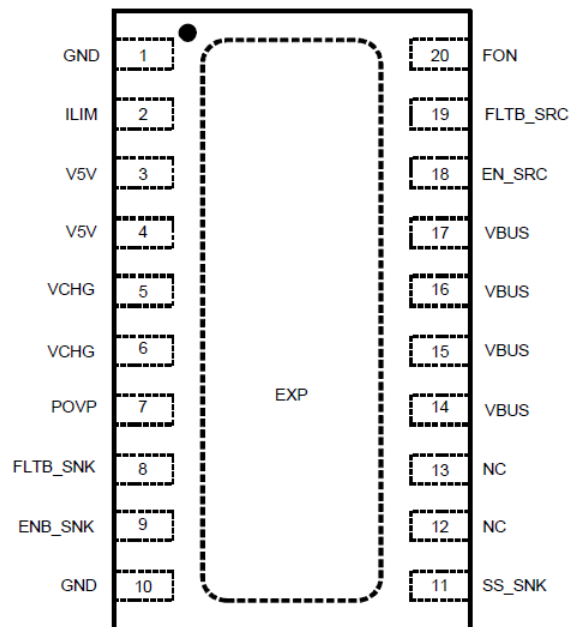 GND 1 20 FON
ILIM 2 19 FLTB_SRC
V5V 3 18 EN_SRC
V5V 4 17 VBUS
VCHG 5 16 VBUS
VCHG 6 15 VBUS
POVP 7 EXP 14 VBUS
FLTB_SNK 8 13 NC
ENB_SNK 9 12 NC
GND 10 11 SS_SNK